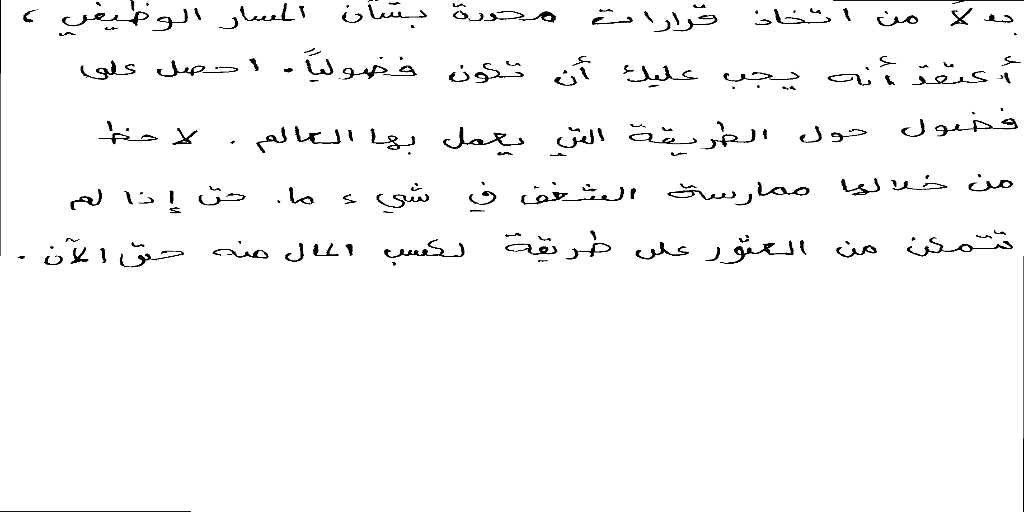 بدلاً من اتخاذ قرارات محددة بشأن المسار الوظيفي ،
أعتقد أنه يجب عليك أن تكون فضولياً . احصل على
فضول حول الطريقة التي يعمل بها العالم . لاحظ
من خلالها ممارسة الشغف في شيء ما . حتى إذا لم
تتمكن من العثور على طريقة لكسب المال منه حتى الآن .